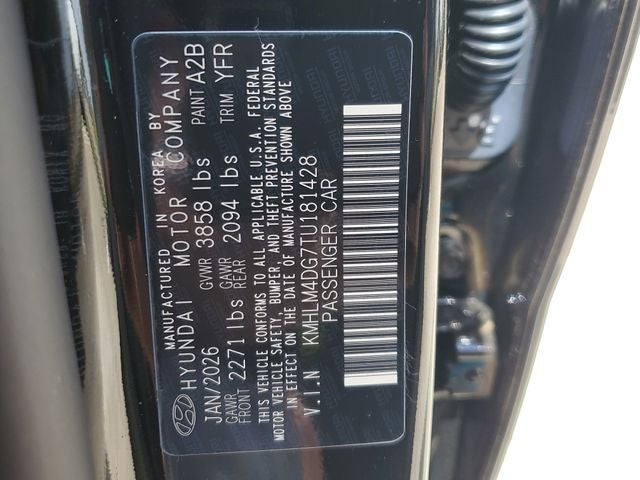 MANUFACTURED IN KOREA BY
HYUNDAI MOTOR COMPANY
JAN/2026 GVWR 3858 lbs PAINT A2B
GAWR FRONT 2271 lbs GAWR REAR 2094 lbs TRIM YFR
THIS VEHICLE CONFORMS TO ALL APPLICABLE U.S.A. FEDERAL
MOTOR VEHICLE SAFETY, BUMPER, AND THEFT PREVENTION STANDARDS
IN EFFECT ON THE DATE OF MANUFACTURE SHOWN ABOVE
V.I.N KMHLM4DG7TU181428
PASSENGER CAR